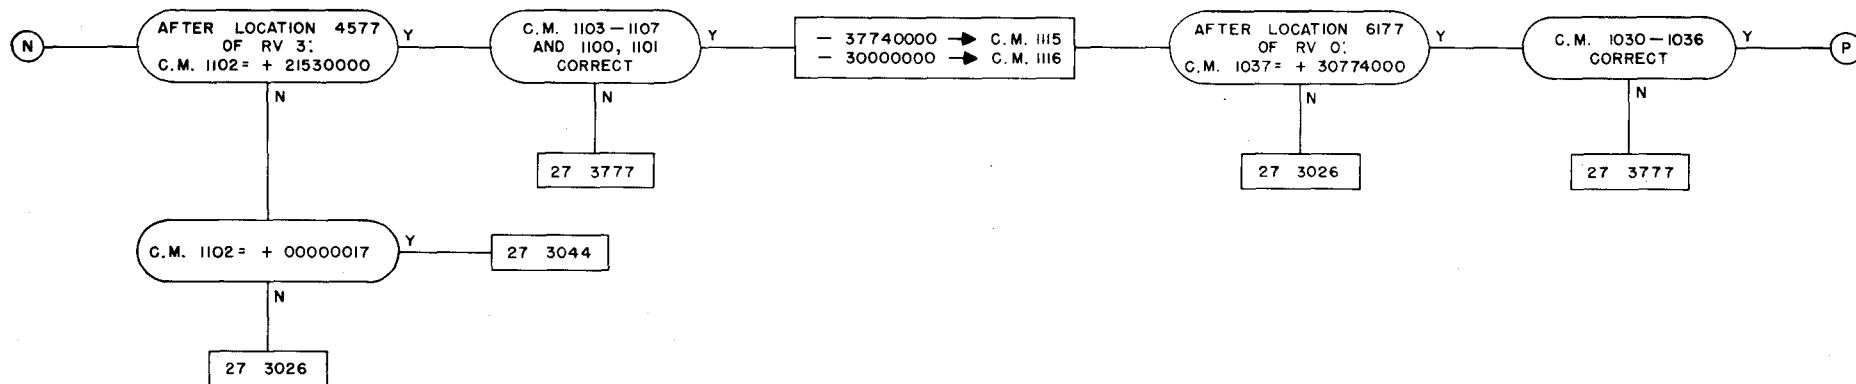 N
AFTER LOCATION 4577
OF RV 3:
C.M. 1102= + 21530000
Y
N
C.M. 1103—1107
AND 1100, 1101
CORRECT
Y
N
27 3777
— 37740000 → C.M. 1115
— 30000000 → C.M. 1116
AFTER LOCATION 6177
OF RV 0:
C.M. 1037= + 30774000
Y
N
27 3026
C.M. 1030—1036
CORRECT
Y
N
27 3777
P
C.M. 1102= + 00000017
Y
27 3044
N
27 3026